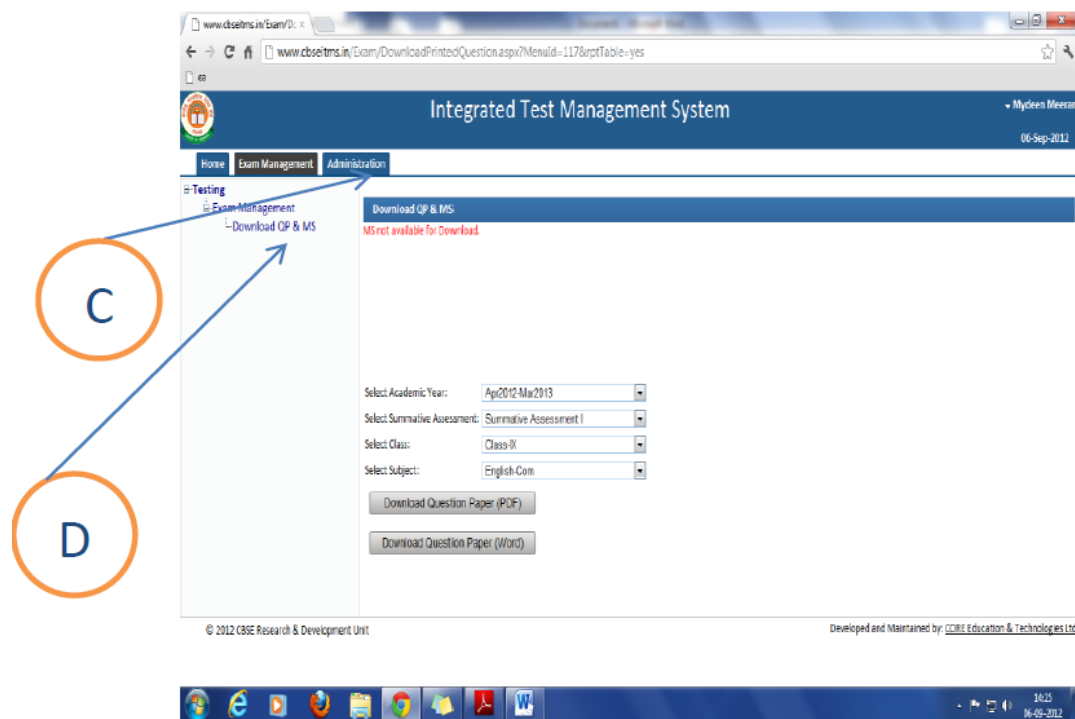 www.cbseitms.in/Exam/Dc ×
www.cbseitms.in/Exam/DownloadPrintedQuestion.aspx?MenuId=117&rptTable=yes
ea
Integrated Test Management System
Mydeen Meeran
06-Sep-2012
Home Exam Management Administration
Testing
Exam Management
Download QP & MS
Download QP & MS
MS not available for Download.
C
Select Academic Year: Apr2012-Mar2013
Select Summative Assessment: Summative Assessment I
Select Class: Class-IX
Select Subject: English-Com
Download Question Paper (PDF)
D
Download Question Paper (Word)
© 2012 CBSE Research & Development Unit
Developed and Maintained by: CORE Education & Technologies Ltd
14:25
06-09-2012